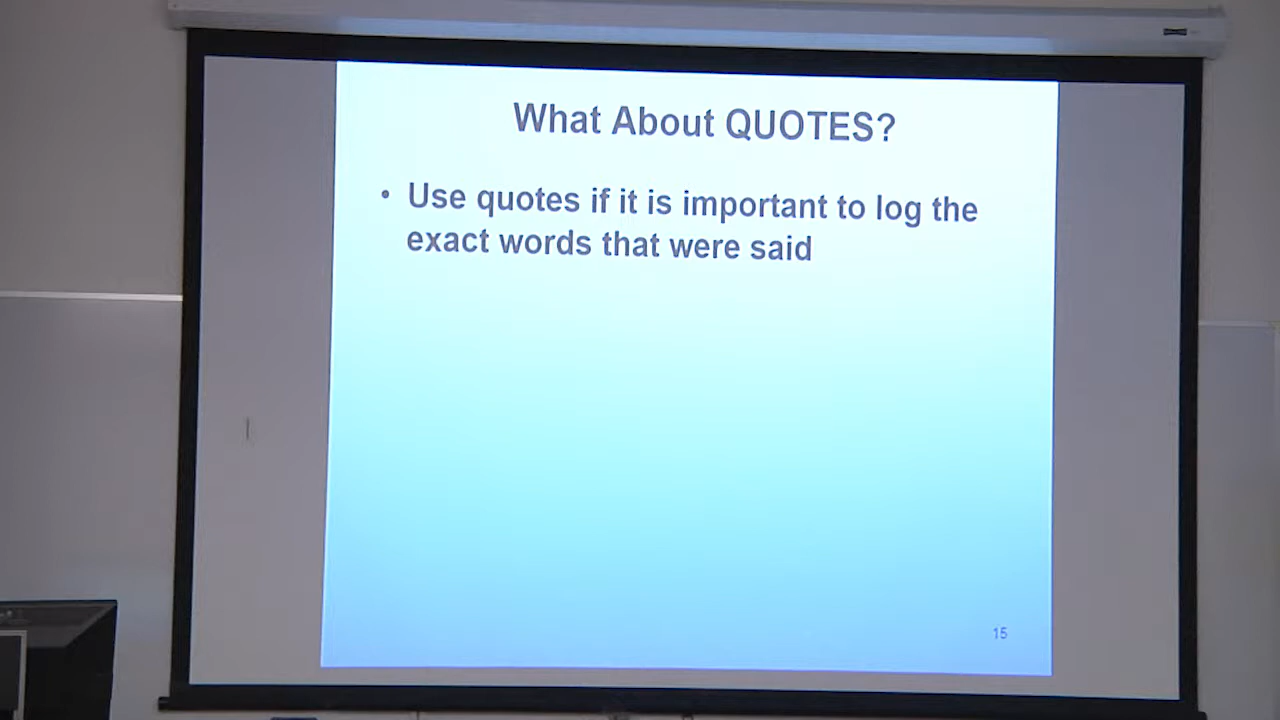 What About QUOTES?
• Use quotes if it is important to log the
exact words that were said
15